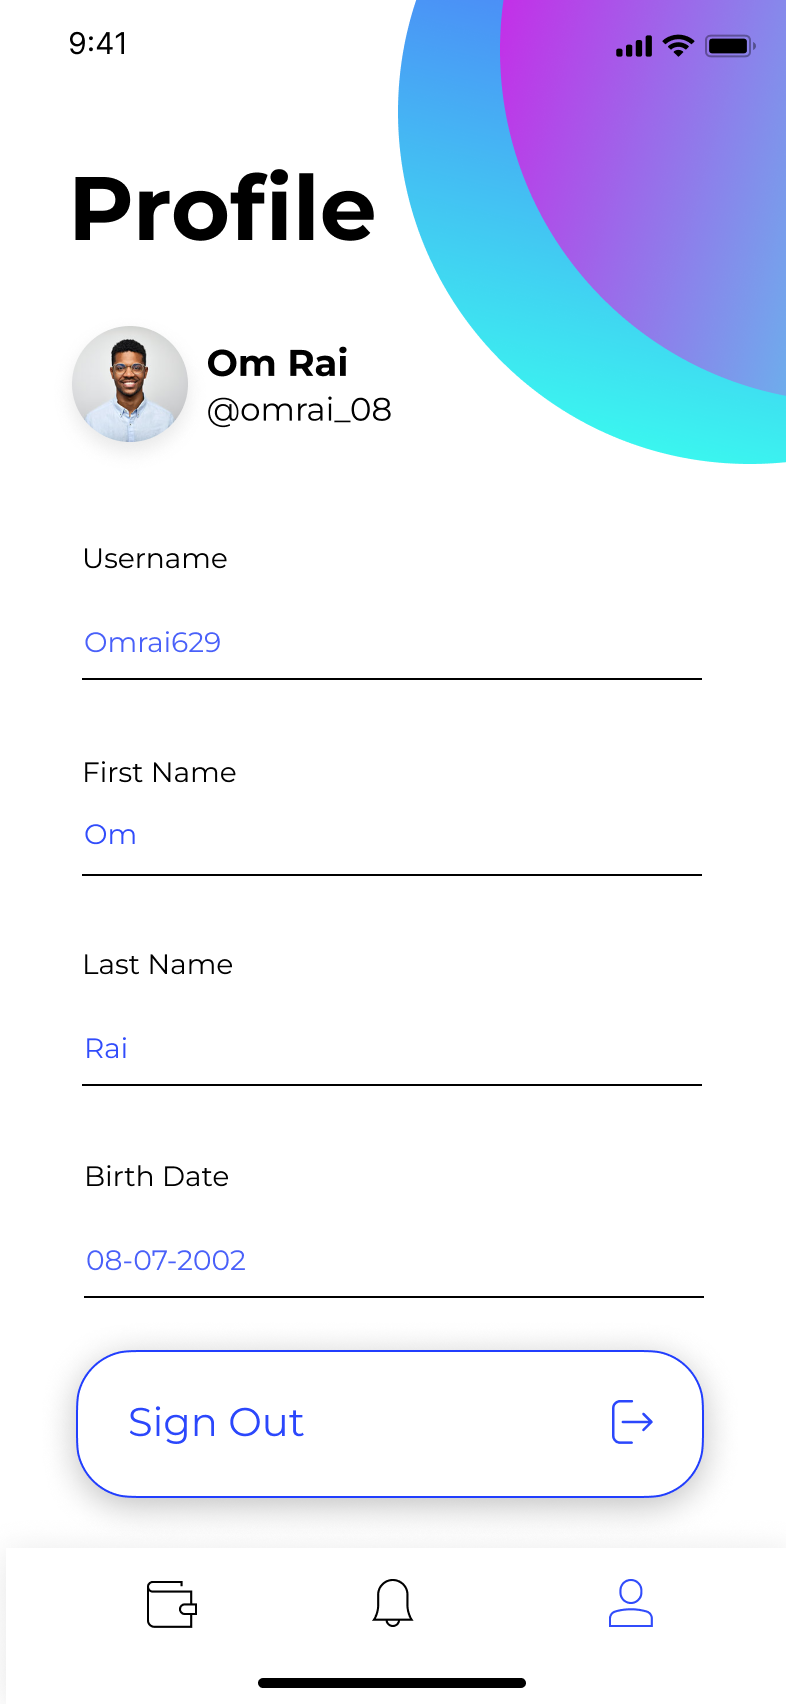 9:41
Profile
Om Rai
@omrai_08
Username
Omrai629
First Name
Om
Last Name
Rai
Birth Date
08-07-2002
Sign Out